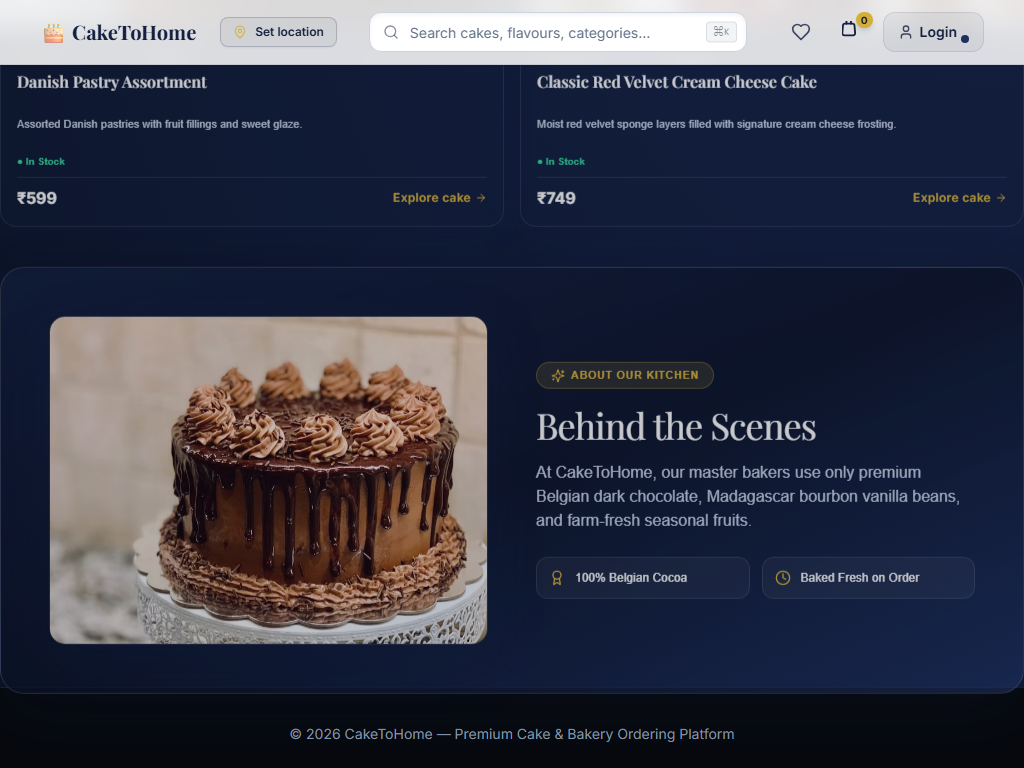 CakeToHome
Set location
Search cakes, flavours, categories...
⌘K
0
Login
Danish Pastry Assortment
Assorted Danish pastries with fruit fillings and sweet glaze.
● In Stock
₹599
Explore cake →
Classic Red Velvet Cream Cheese Cake
Moist red velvet sponge layers filled with signature cream cheese frosting.
● In Stock
₹749
Explore cake →
ABOUT OUR KITCHEN
Behind the Scenes
At CakeToHome, our master bakers use only premium
Belgian dark chocolate, Madagascar bourbon vanilla beans,
and farm-fresh seasonal fruits.
100% Belgian Cocoa
Baked Fresh on Order
© 2026 CakeToHome — Premium Cake & Bakery Ordering Platform